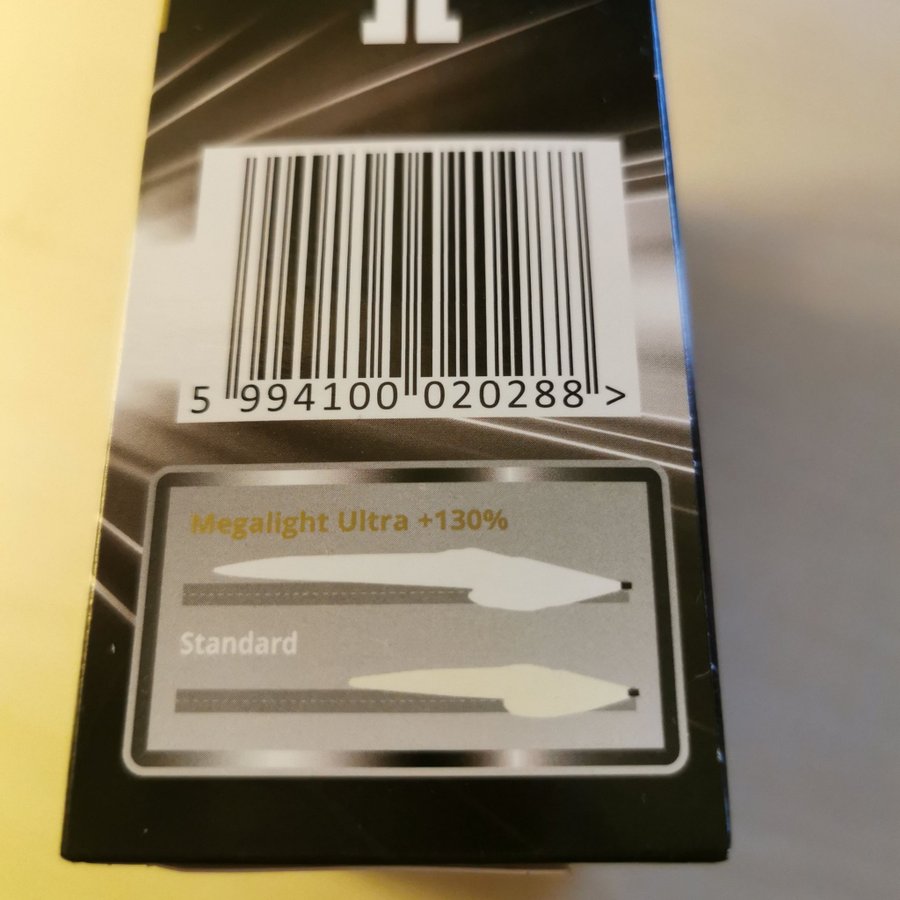 5 994100 020288 >
Megalight Ultra +130%
Standard